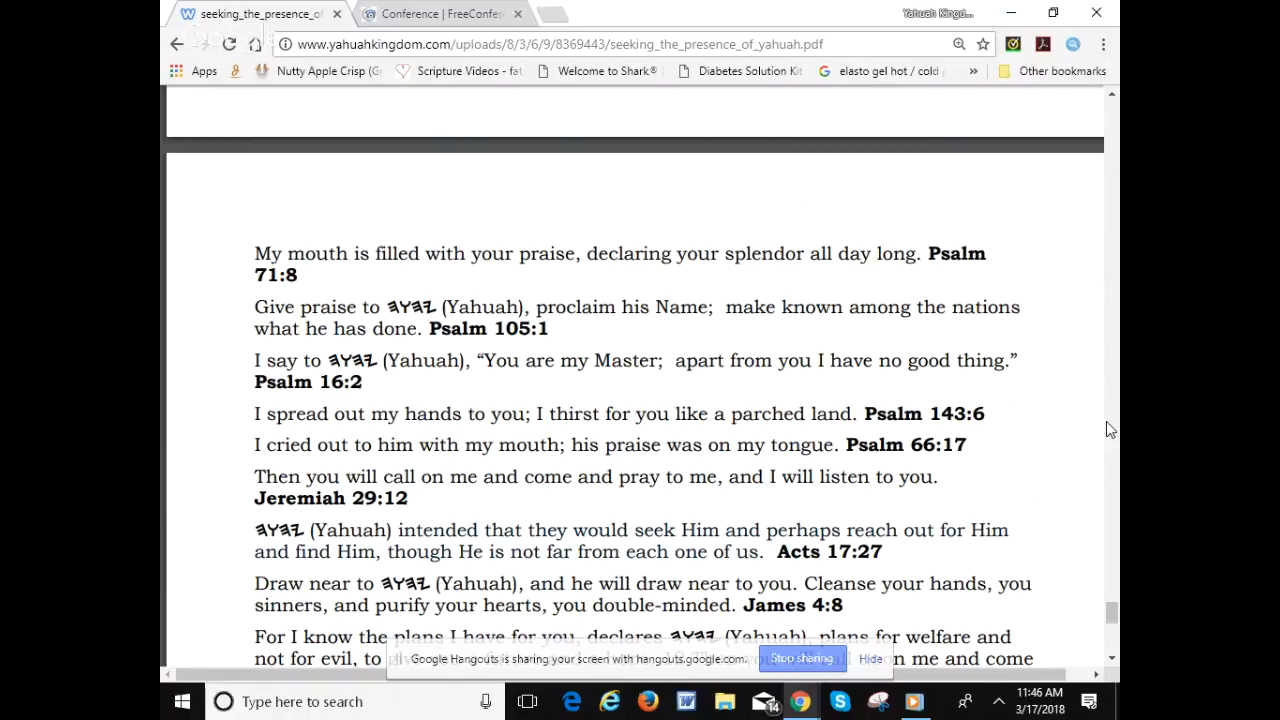 seeking_the_presence_of
Conference | FreeConfer
Yahuah Kingd...
www.yahuahkingdom.com/uploads/8/3/6/9/8369443/seeking_the_presence_of_yahuah.pdf
Apps Nutty Apple Crisp (Gr Scripture Videos - fat Welcome to Shark® Diabetes Solution Kit elasto gel hot / cold » Other bookmarks
My mouth is filled with your praise, declaring your splendor all day long. Psalm
71:8
Give praise to 𐤉𐤄𐤅𐤄 (Yahuah), proclaim his Name; make known among the nations
what he has done. Psalm 105:1
I say to 𐤉𐤄𐤅𐤄 (Yahuah), “You are my Master; apart from you I have no good thing.”
Psalm 16:2
I spread out my hands to you; I thirst for you like a parched land. Psalm 143:6
I cried out to him with my mouth; his praise was on my tongue. Psalm 66:17
Then you will call on me and come and pray to me, and I will listen to you.
Jeremiah 29:12
𐤉𐤄𐤅𐤄 (Yahuah) intended that they would seek Him and perhaps reach out for Him
and find Him, though He is not far from each one of us. Acts 17:27
Draw near to 𐤉𐤄𐤅𐤄 (Yahuah), and he will draw near to you. Cleanse your hands, you
sinners, and purify your hearts, you double-minded. James 4:8
For I know the plans I have for you, declares 𐤉𐤄𐤅𐤄 (Yahuah), plans for welfare and
not for evil, to on me and come
Google Hangouts is sharing your screen with hangouts.google.com. Stop sharing Hide
Type here to search
14
11:46 AM
3/17/2018